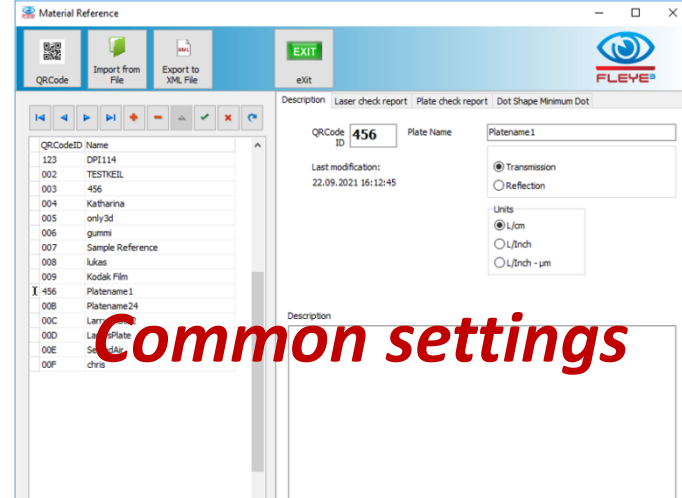 Material Reference
QRCode
Import from
File
Export to
XML File
EXIT
eXit
FLEYE³
QRCodeID Name
123 DPI114
002 TESTKEIL
003 456
004 Katharina
005 only3d
006 gummi
007 Sample Reference
008 lukas
009 Kodak Film
456 Platename1
00B Platename24
00C
00D
00E
00F chris
Description Laser check report Plate check report Dot Shape Minimum Dot
QRCode
ID
456
Plate Name
Platename1
Last modification:
22.09.2021 16:12:45
Transmission
Reflection
Units
L/cm
L/Inch
L/Inch - µm
Description
Common settings